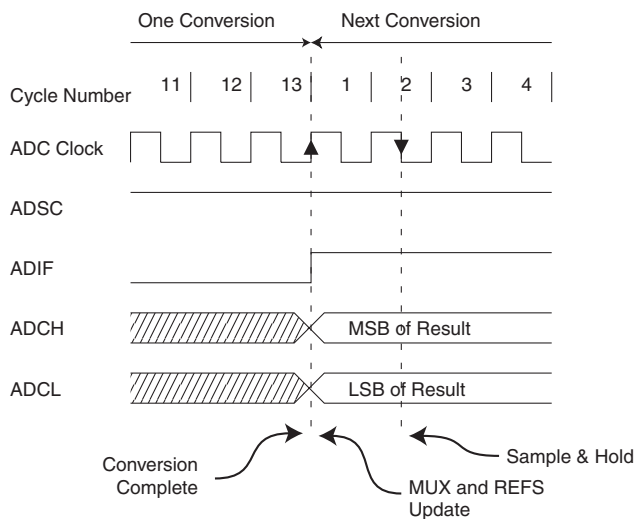 One Conversion Next Conversion
Cycle Number 11 12 13 1 2 3 4
ADC Clock
ADSC
ADIF
ADCH MSB of Result
ADCL LSB of Result
Conversion
Complete
MUX and REFS
Update
Sample & Hold